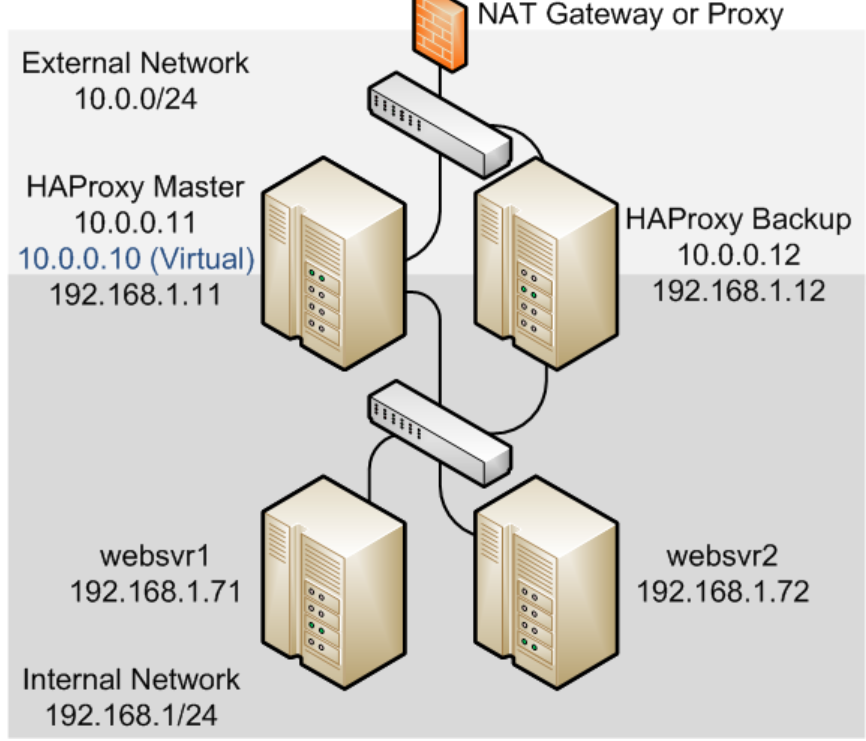 NAT Gateway or Proxy
External Network
10.0.0/24
HAProxy Master
10.0.0.11
10.0.0.10 (Virtual)
192.168.1.11
HAProxy Backup
10.0.0.12
192.168.1.12
websvr1
192.168.1.71
websvr2
192.168.1.72
Internal Network
192.168.1/24